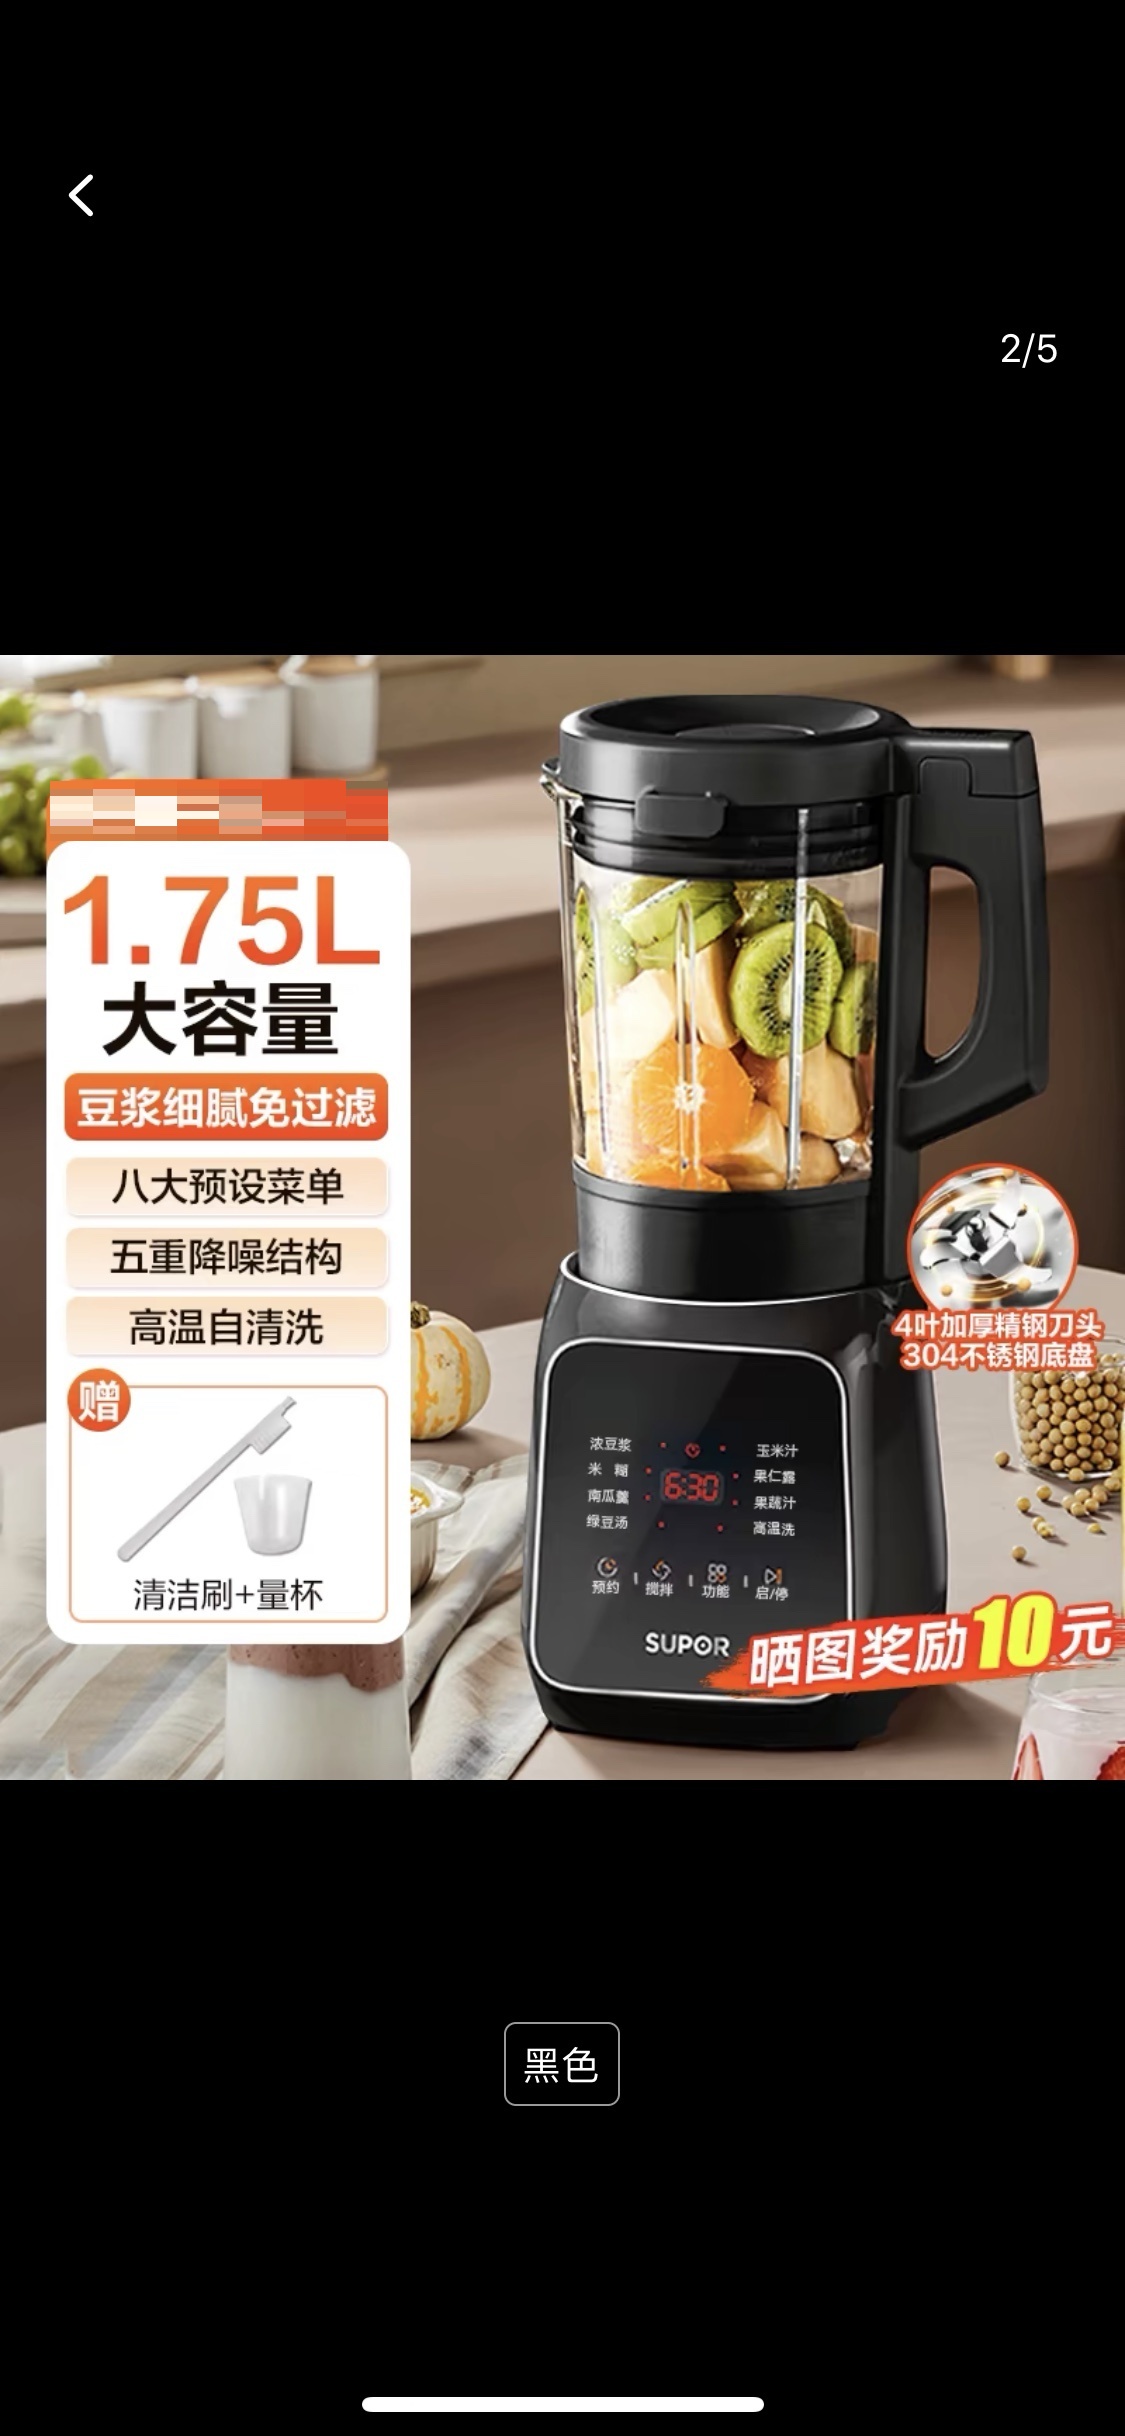 2/5
1.75L
大容量
豆浆细腻免过滤
八大预设菜单
五重降噪结构
高温自清洗
赠
清洁刷+量杯
4叶加厚精钢刀头
304不锈钢底盘
浓豆浆
米 糊
南瓜羹
绿豆汤
6:30
玉米汁
果仁露
果蔬汁
高温洗
预约
搅拌
功能
启/停
SUPOR
晒图奖励10元
黑色